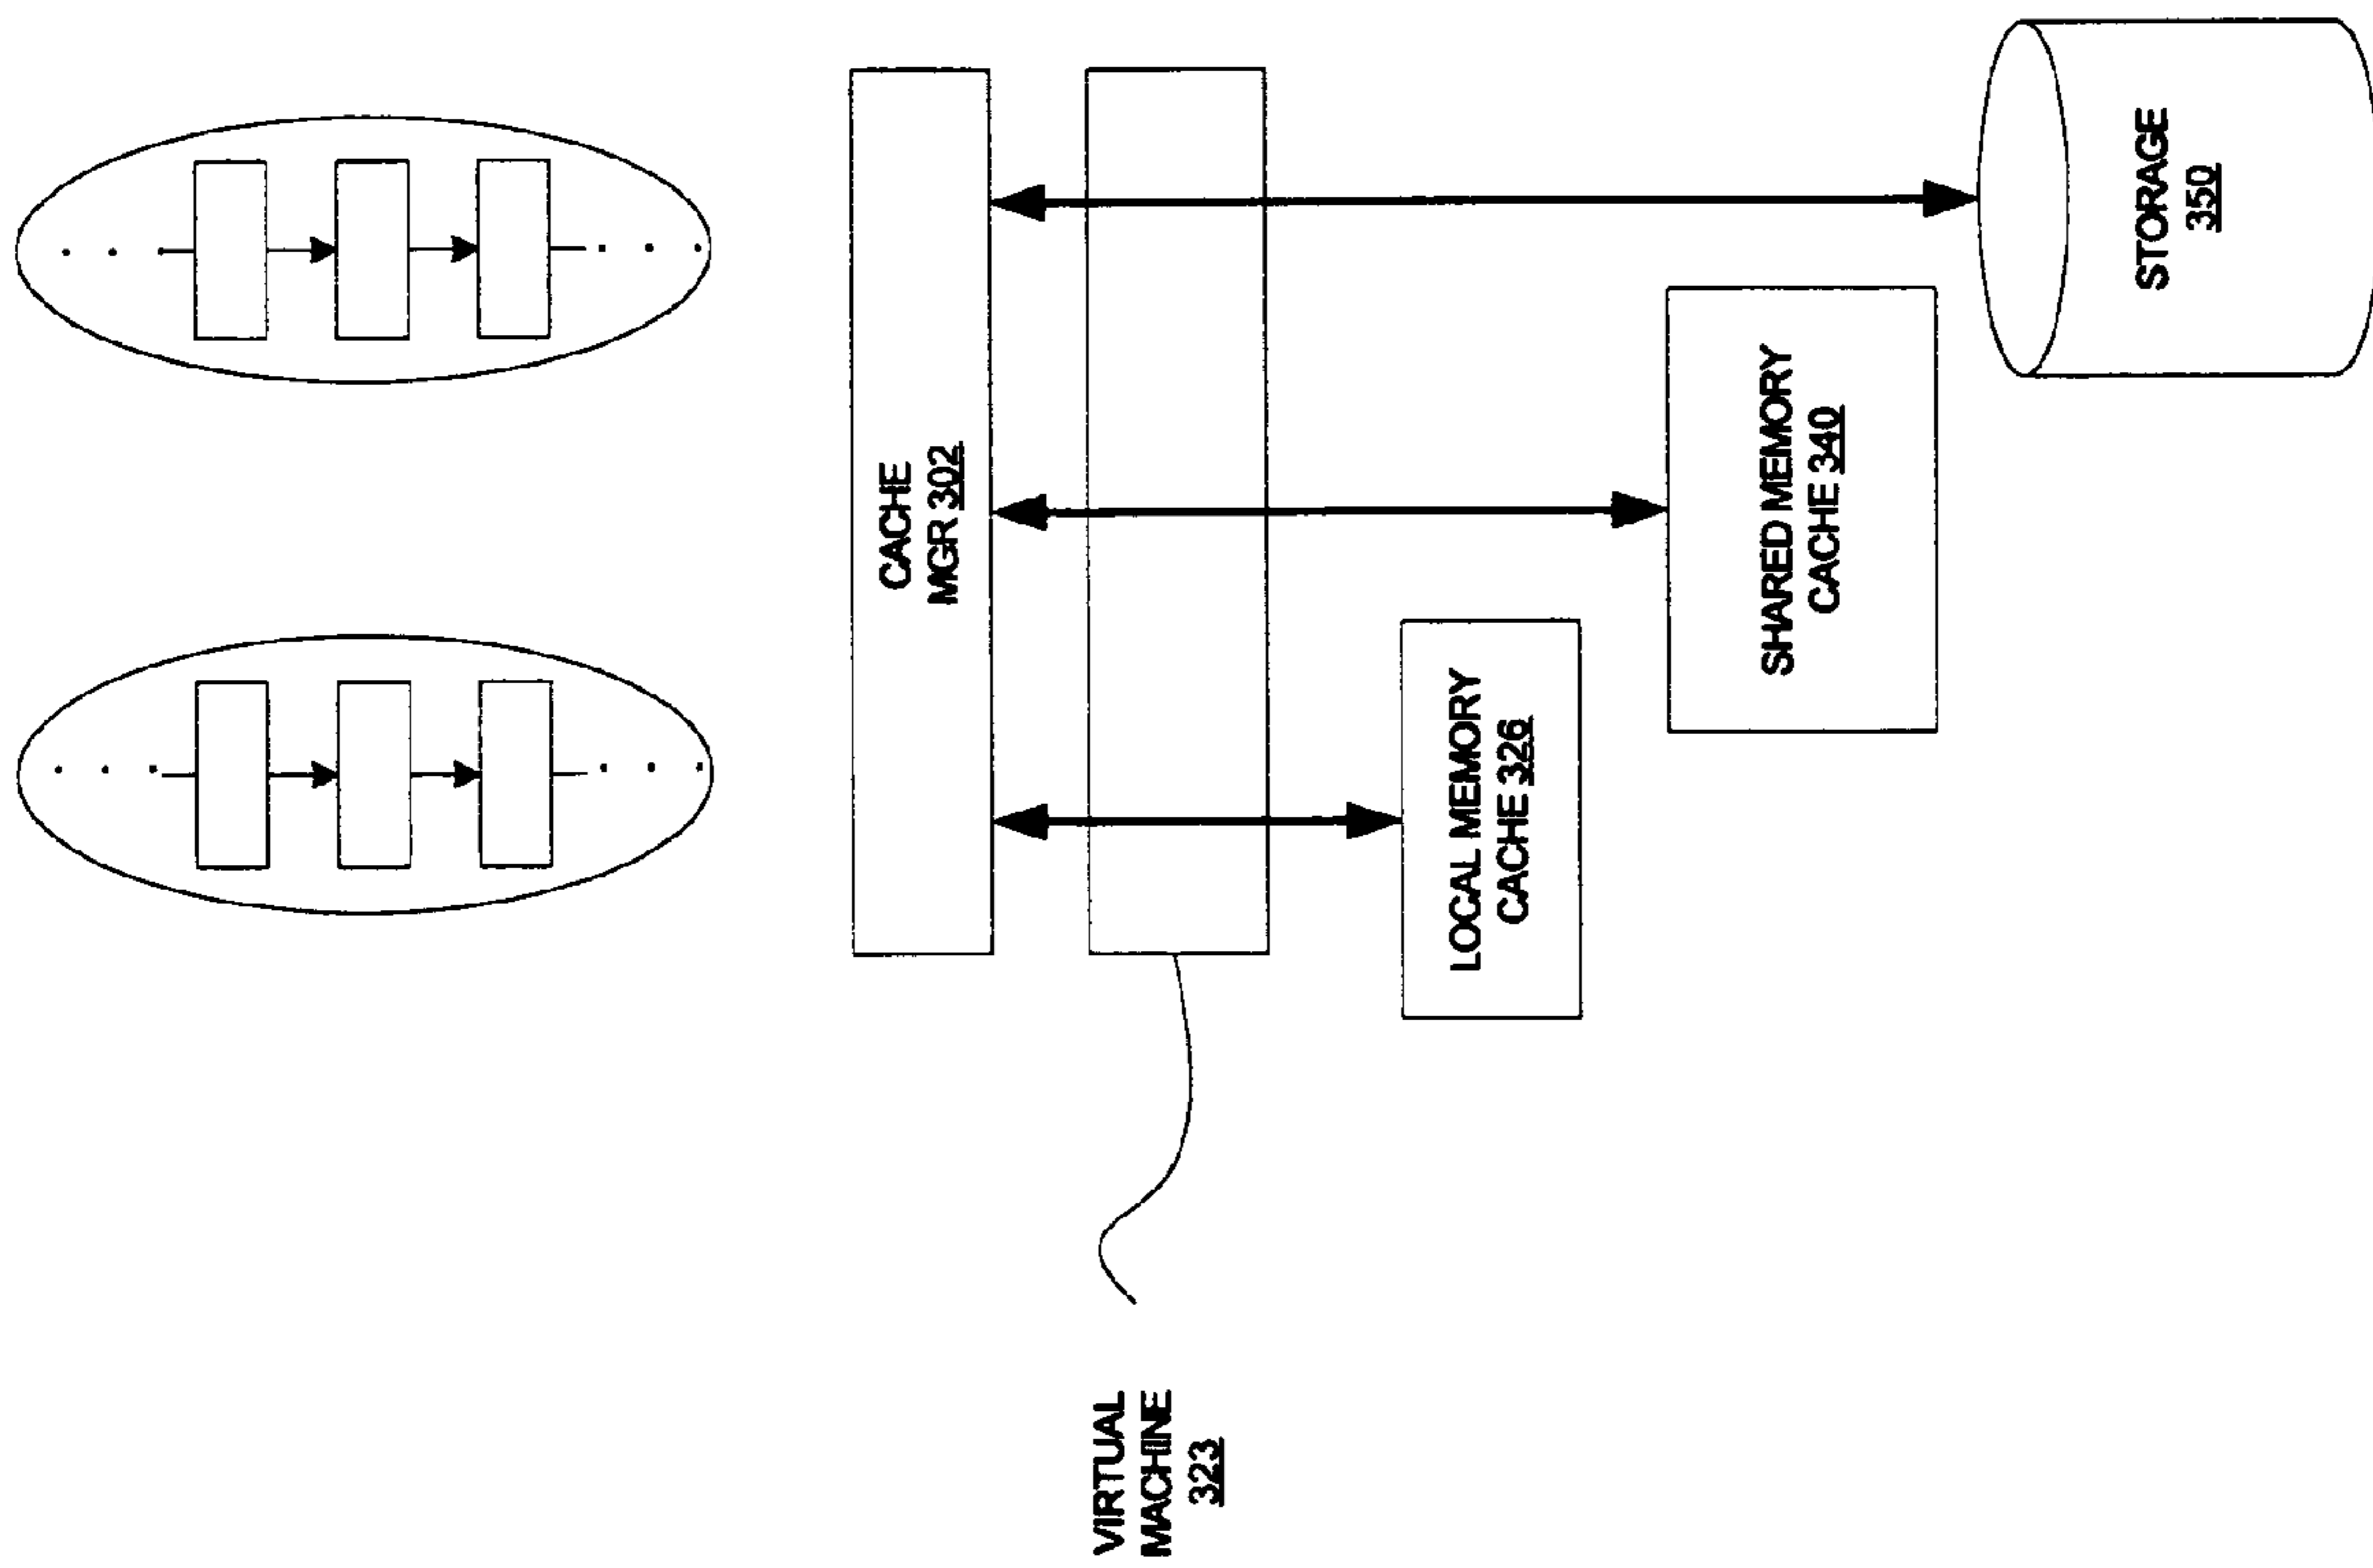 CACHE
MGR 302
VIRTUAL
MACHINE
323
LOCAL MEMORY
CACHE 326
SHARED MEMORY
CACHE 340
STORAGE
350